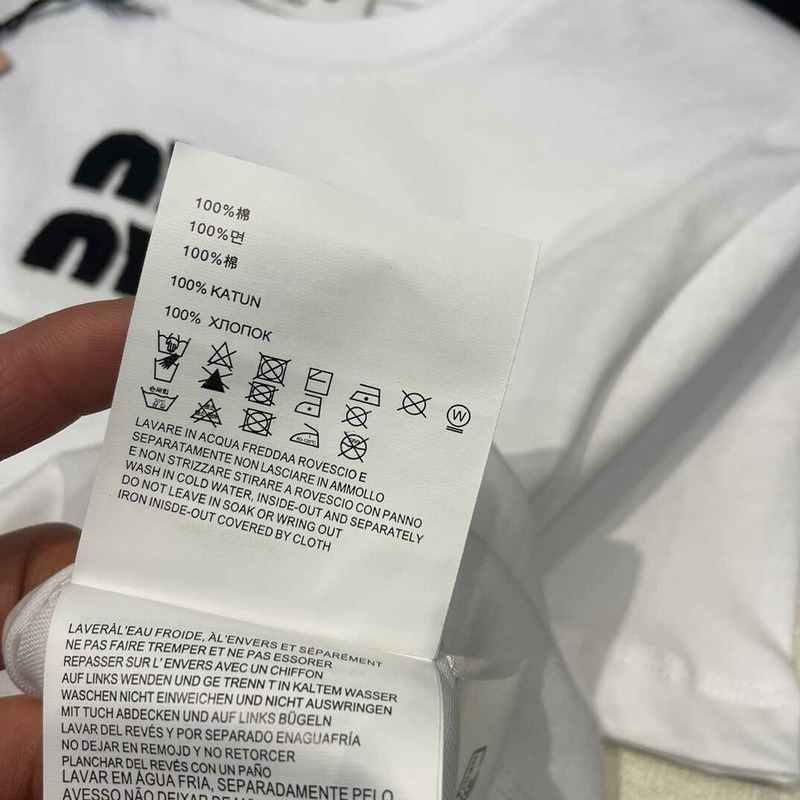 100%棉
100%면
100%棉
100% KATUN
100% ХЛОПОК
W
LAVARE IN ACQUA FREDDAA ROVESCIO E
SEPARATAMENTE NON LASCIARE IN AMMOLLO
E NON STRIZZARE STIRARE A ROVESCIO CON PANNO
WASH IN COLD WATER, INSIDE-OUT AND SEPARATELY
DO NOT LEAVE IN SOAK OR WRING OUT
IRON INISDE-OUT COVERED BY CLOTH
LAVERÀL'EAU FROIDE, ÀL'ENVERS ET SÉPARÉMENT
NE PAS FAIRE TREMPER ET NE PAS ESSORER
REPASSER SUR L' ENVERS AVEC UN CHIFFON
AUF LINKS WENDEN UND GE TRENN T IN KALTEM WASSER
WASCHEN NICHT EINWEICHEN UND NICHT AUSWRINGEN
MIT TUCH ABDECKEN UND AUF LINKS BÜGELN
LAVAR DEL REVÉS Y POR SEPARADO ENAGUAFRÍA
NO DEJAR EN REMOJD Y NO RETORCER
PLANCHAR DEL REVÉS CON UN PAÑO
LAVAR EM ÀGUA FRIA, SEPARADAMENTE PELO
AVESSO NÃO DEIXAR DE